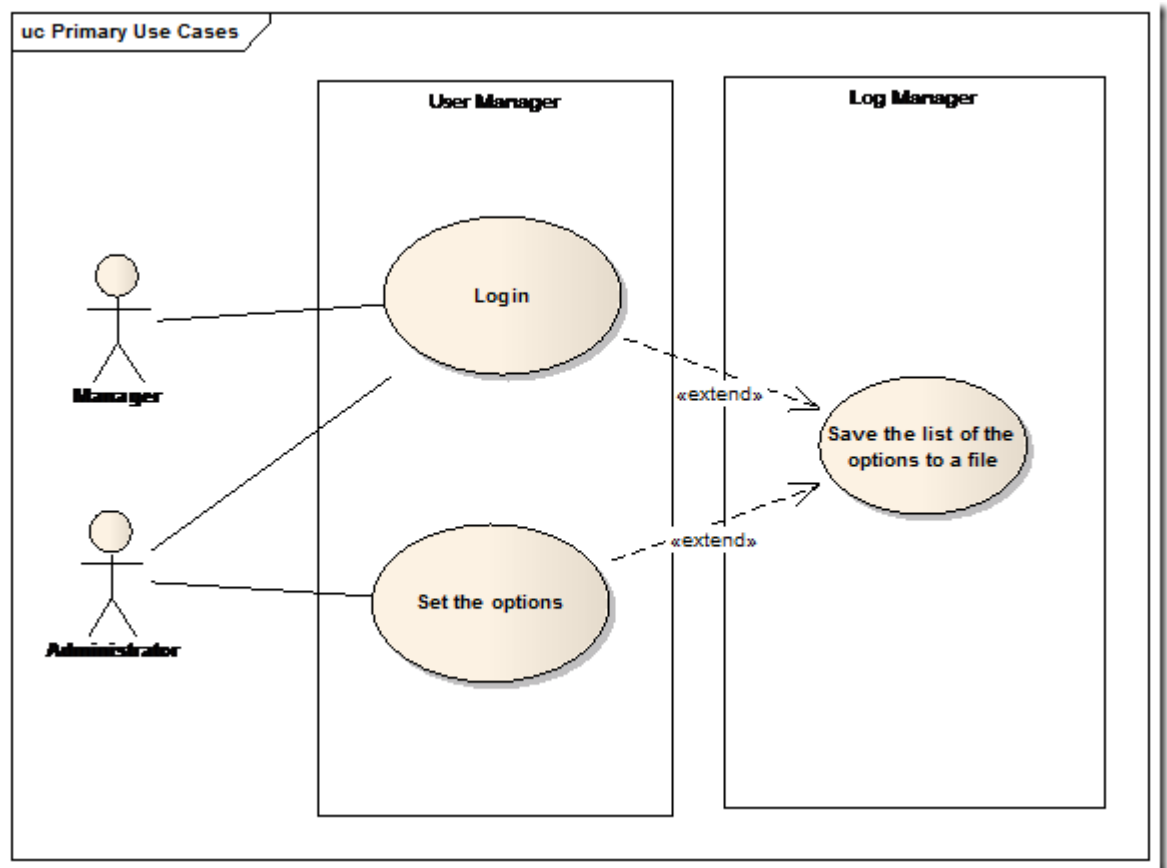 uc Primary Use Cases
User Manager
Log Manager
Login
Manager
«extend»
Save the list of the
options to a file
«extend»
Set the options
Administrator